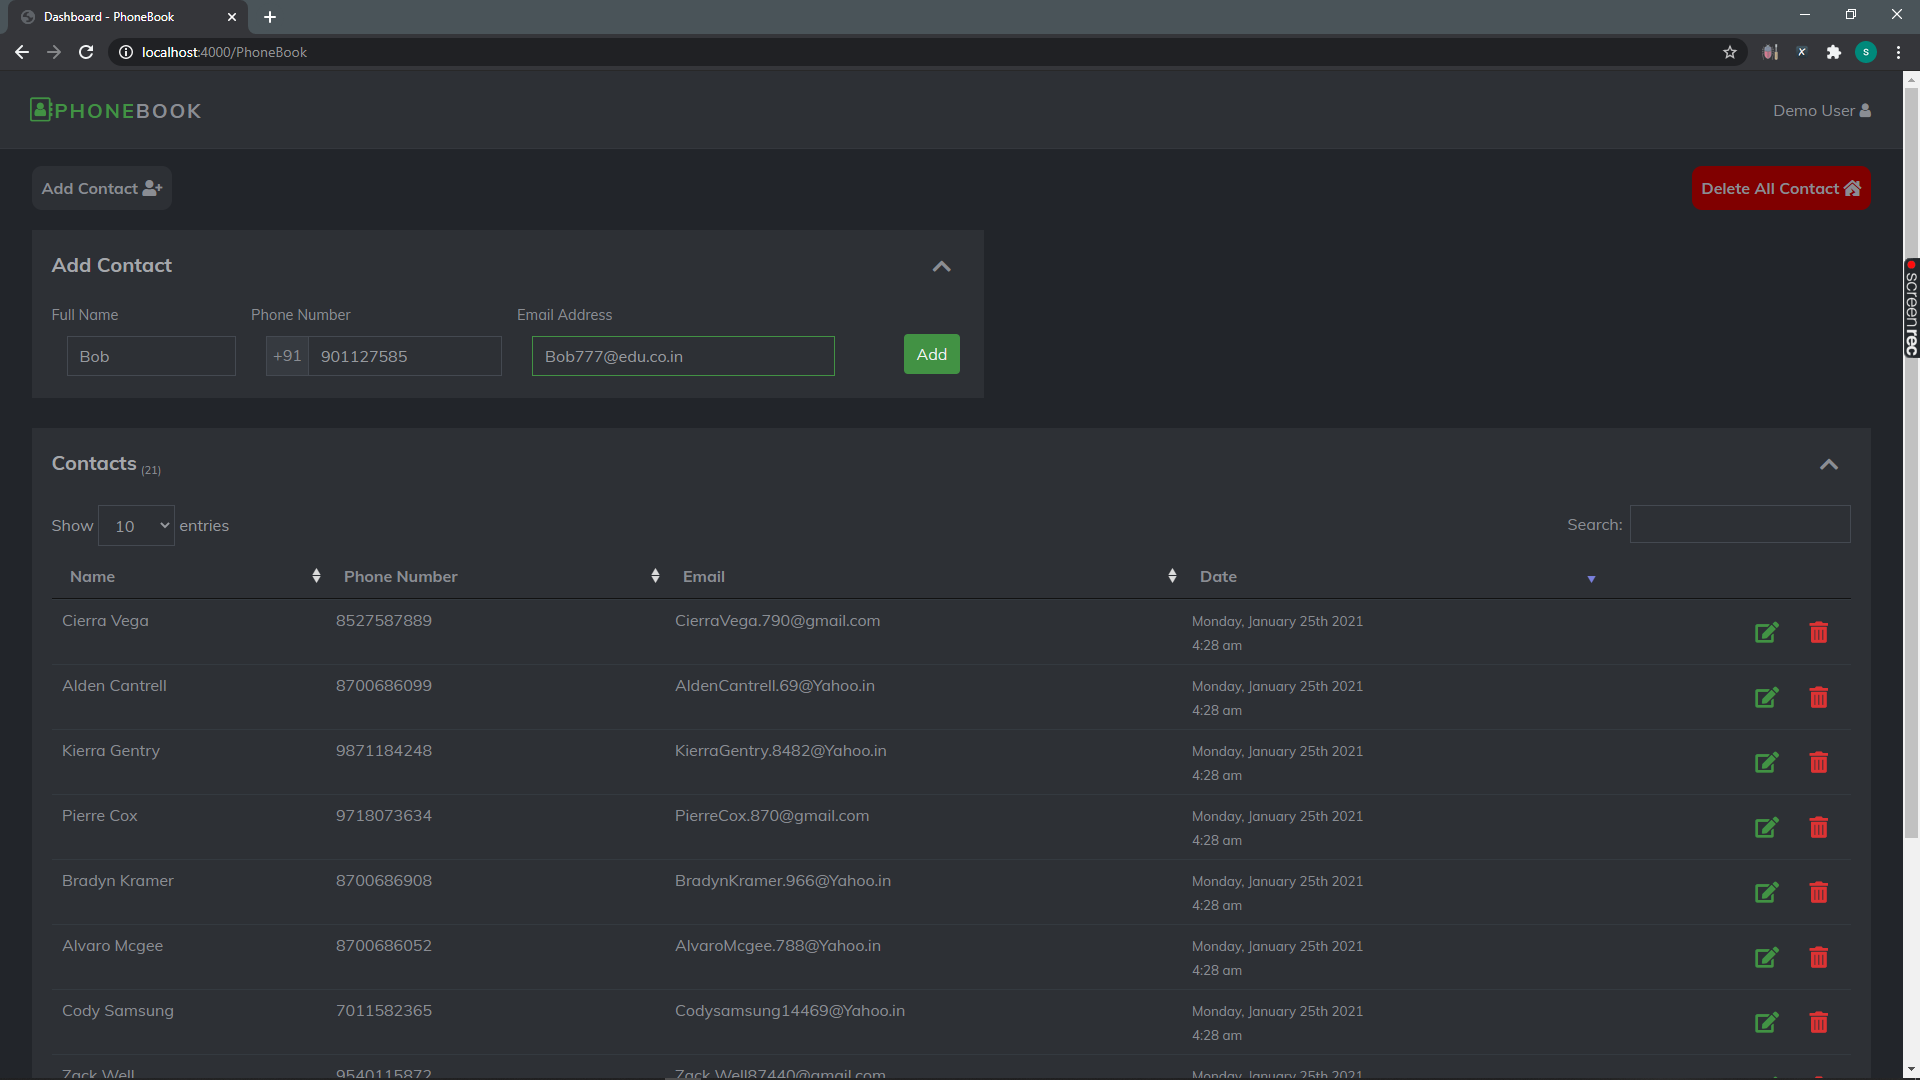 Dashboard - PhoneBook
localhost:4000/PhoneBook
S
PHONEBOOK
Demo User
Add Contact
Delete All Contact
screenrec
Add Contact
Full Name Phone Number Email Address
Bob +91 901127585 Bob777@edu.co.in Add
Contacts (21)
Show 10 entries Search:
Name Phone Number Email Date
Cierra Vega 8527587889 CierraVega.790@gmail.com Monday, January 25th 2021
4:28 am
Alden Cantrell 8700686099 AldenCantrell.69@Yahoo.in Monday, January 25th 2021
4:28 am
Kierra Gentry 9871184248 KierraGentry.8482@Yahoo.in Monday, January 25th 2021
4:28 am
Pierre Cox 9718073634 PierreCox.870@gmail.com Monday, January 25th 2021
4:28 am
Bradyn Kramer 8700686908 BradynKramer.966@Yahoo.in Monday, January 25th 2021
4:28 am
Alvaro Mcgee 8700686052 AlvaroMcgee.788@Yahoo.in Monday, January 25th 2021
4:28 am
Cody Samsung 7011582365 Codysamsung14469@Yahoo.in Monday, January 25th 2021
4:28 am
Zack Well 9540115872 Zack.Well87440@gmail.com Monday, January 25th 2021